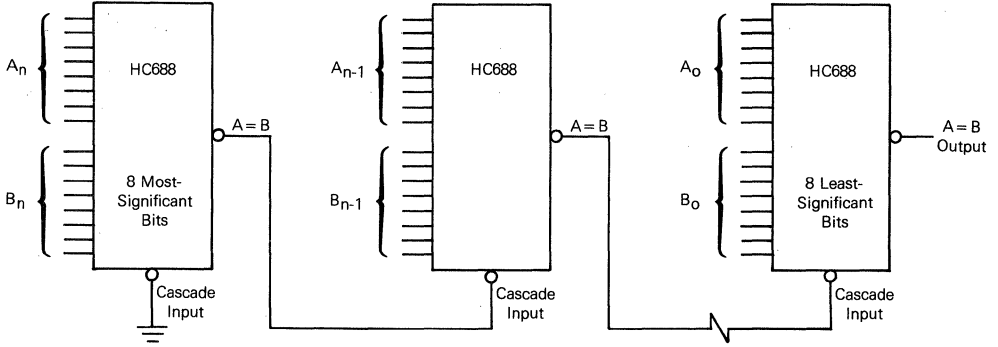 An
HC688
A = B
8 Most-
Significant
Bits
Bn
Cascade
Input
An-1
HC688
A = B
Bn-1
Cascade
Input
Ao
HC688
A = B
Output
8 Least-
Significant
Bits
Bo
Cascade
Input